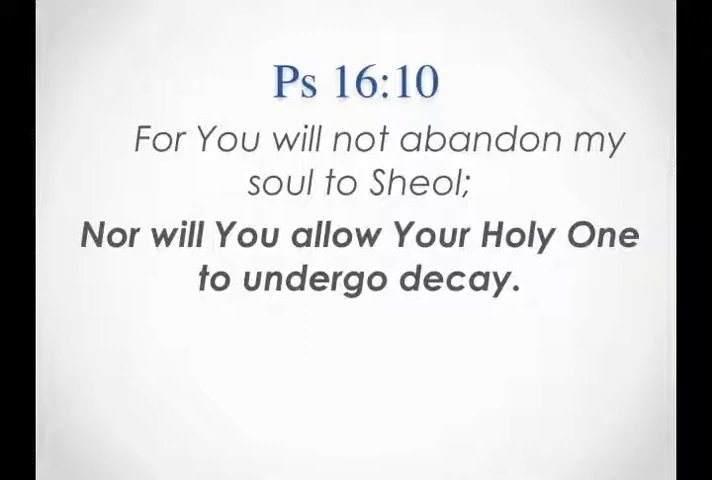 Ps 16:10
For You will not abandon my
soul to Sheol;
Nor will You allow Your Holy One
to undergo decay.